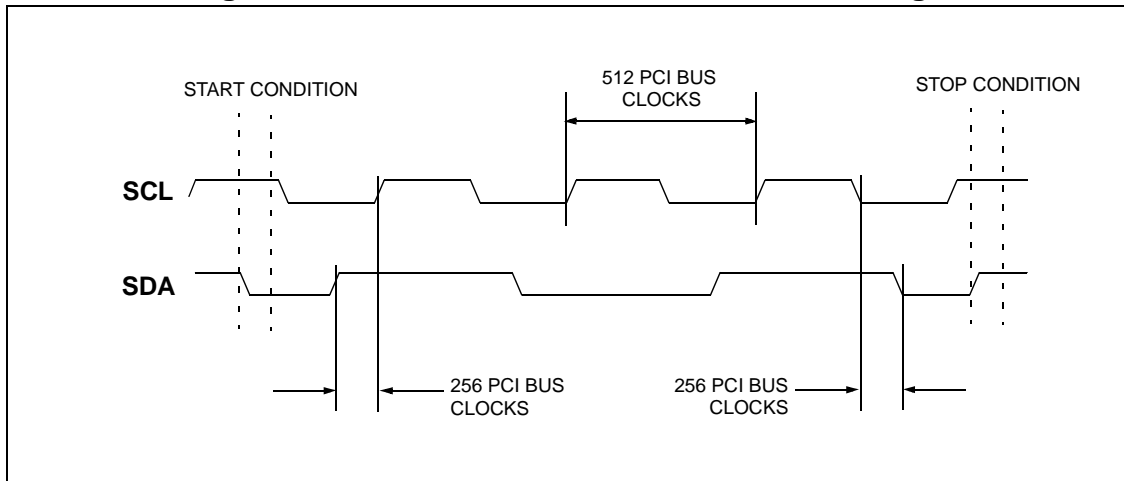 START CONDITION
512 PCI BUS
CLOCKS
STOP CONDITION
SCL
SDA
256 PCI BUS
CLOCKS
256 PCI BUS
CLOCKS